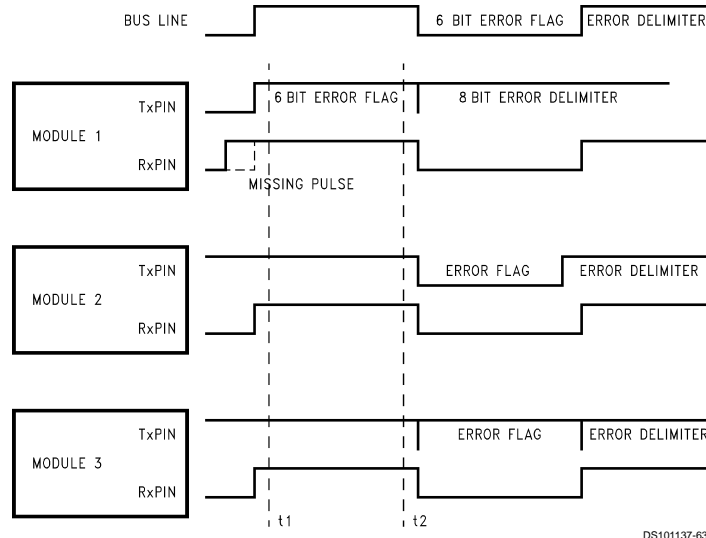 BUS LINE
6 BIT ERROR FLAG
ERROR DELIMITER
MODULE 1
TxPIN
6 BIT ERROR FLAG
8 BIT ERROR DELIMITER
RxPIN
MISSING PULSE
MODULE 2
TxPIN
ERROR FLAG
ERROR DELIMITER
RxPIN
MODULE 3
TxPIN
ERROR FLAG
ERROR DELIMITER
RxPIN
t1
t2
DS101137-63